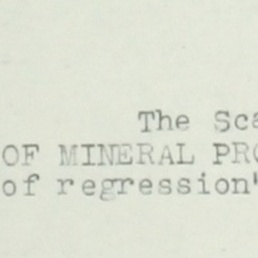 The Sca
OF MINERAL PRO
of regression"